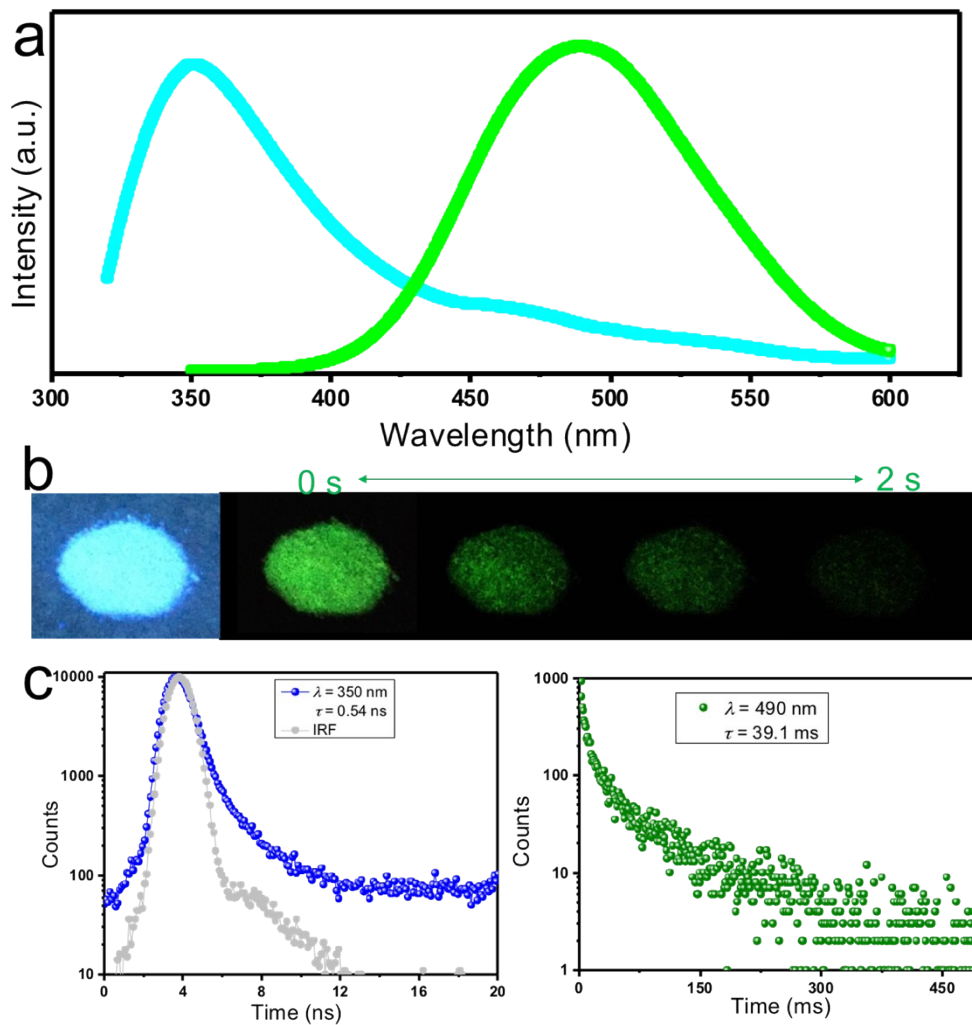 a
Intensity (a.u.)
300 350 400 450 500 550 600
Wavelength (nm)
b
0 s 2 s
c
10000
1000
100
10
Counts
λ = 350 nm
τ = 0.54 ns
IRF
0 4 8 12 16 20
Time (ns)
1000
100
10
1
Counts
λ = 490 nm
τ = 39.1 ms
0 150 300 450
Time (ms)